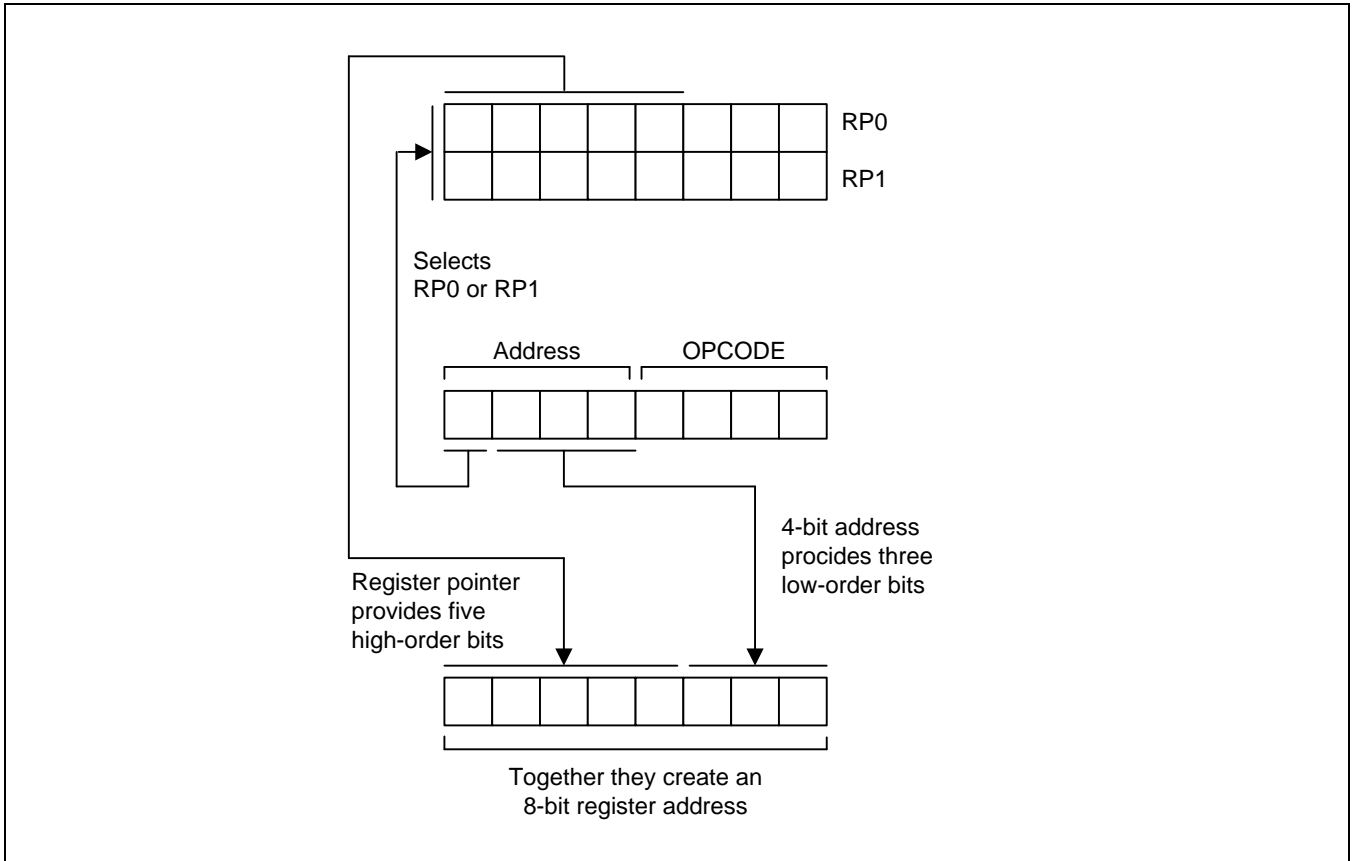 RP0
RP1
Selects
RP0 or RP1
Address
OPCODE
4-bit address
procides three
low-order bits
Register pointer
provides five
high-order bits
Together they create an
8-bit register address